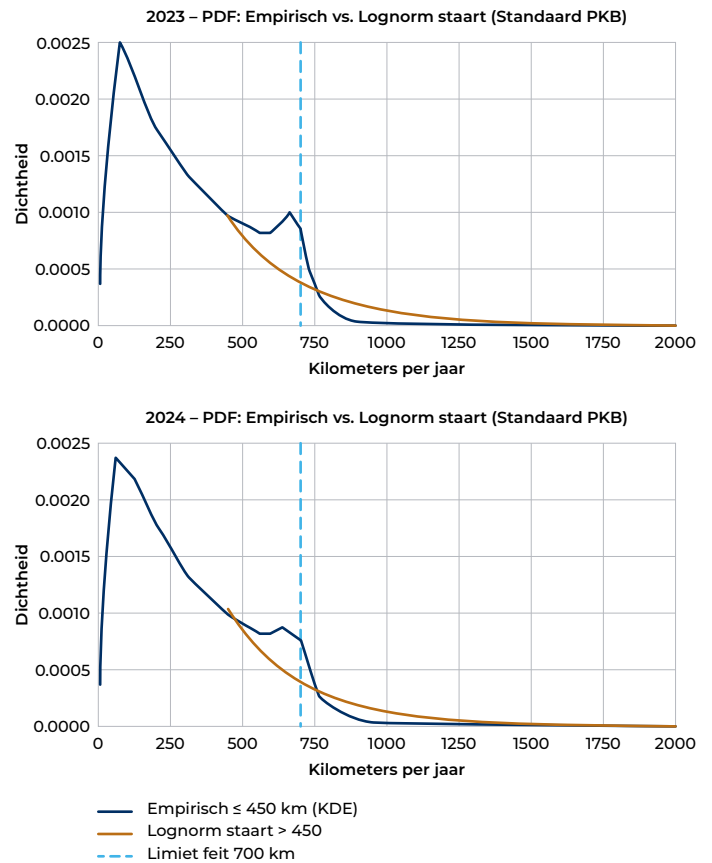 2023 – PDF: Empirisch vs. Lognorm staart (Standaard PKB)
0.0025
0.0020
0.0015
0.0010
0.0005
0.0000
Dichtheid
0 250 500 750 1000 1250 1500 1750 2000
Kilometers per jaar
2024 – PDF: Empirisch vs. Lognorm staart (Standaard PKB)
0.0025
0.0020
0.0015
0.0010
0.0005
0.0000
Dichtheid
0 250 500 750 1000 1250 1500 1750 2000
Kilometers per jaar
Empirisch ≤ 450 km (KDE)
Lognorm staart > 450
Limiet feit 700 km